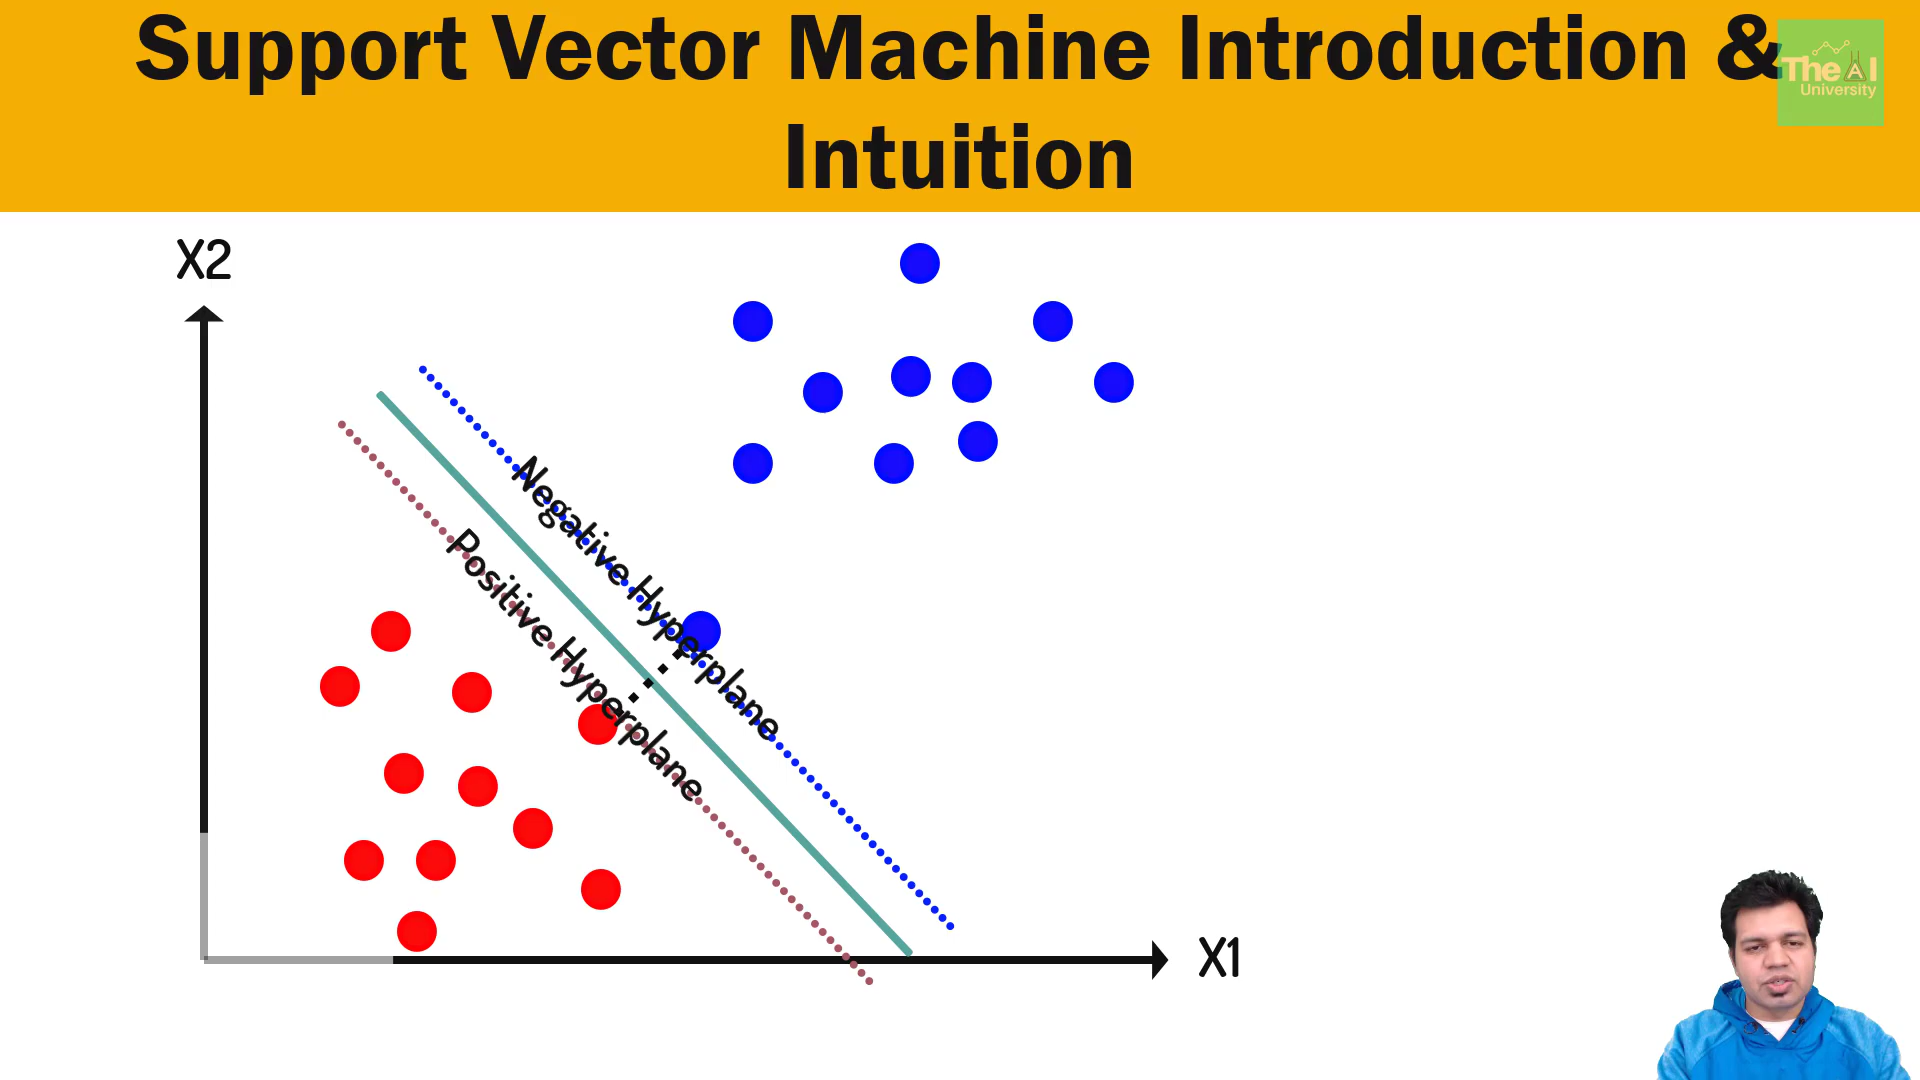 Support Vector Machine Introduction &
Intuition
The AI
University
X2
Negative Hyperplane
Positive Hyperplane
X1